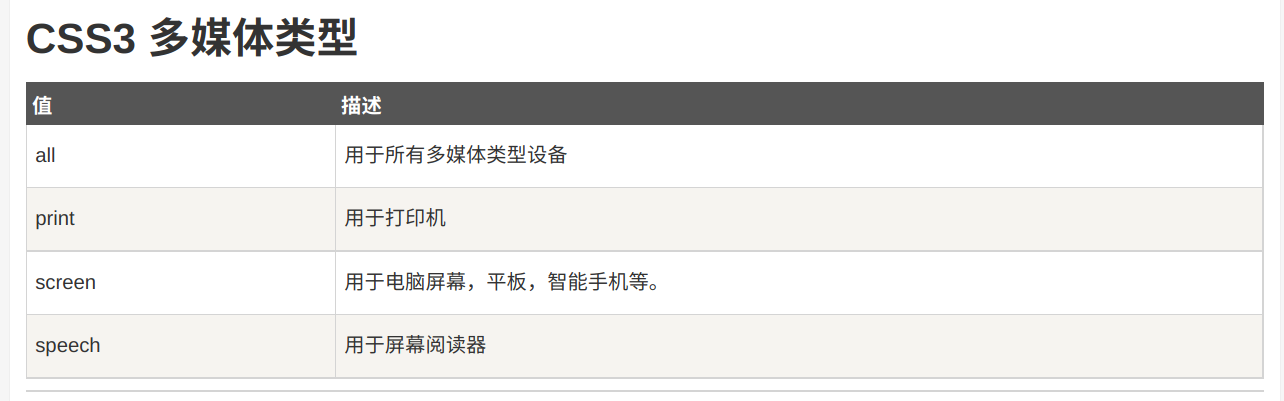 CSS3 多媒体类型
值 描述
all 用于所有多媒体类型设备
print 用于打印机
screen 用于电脑屏幕，平板，智能手机等。
speech 用于屏幕阅读器